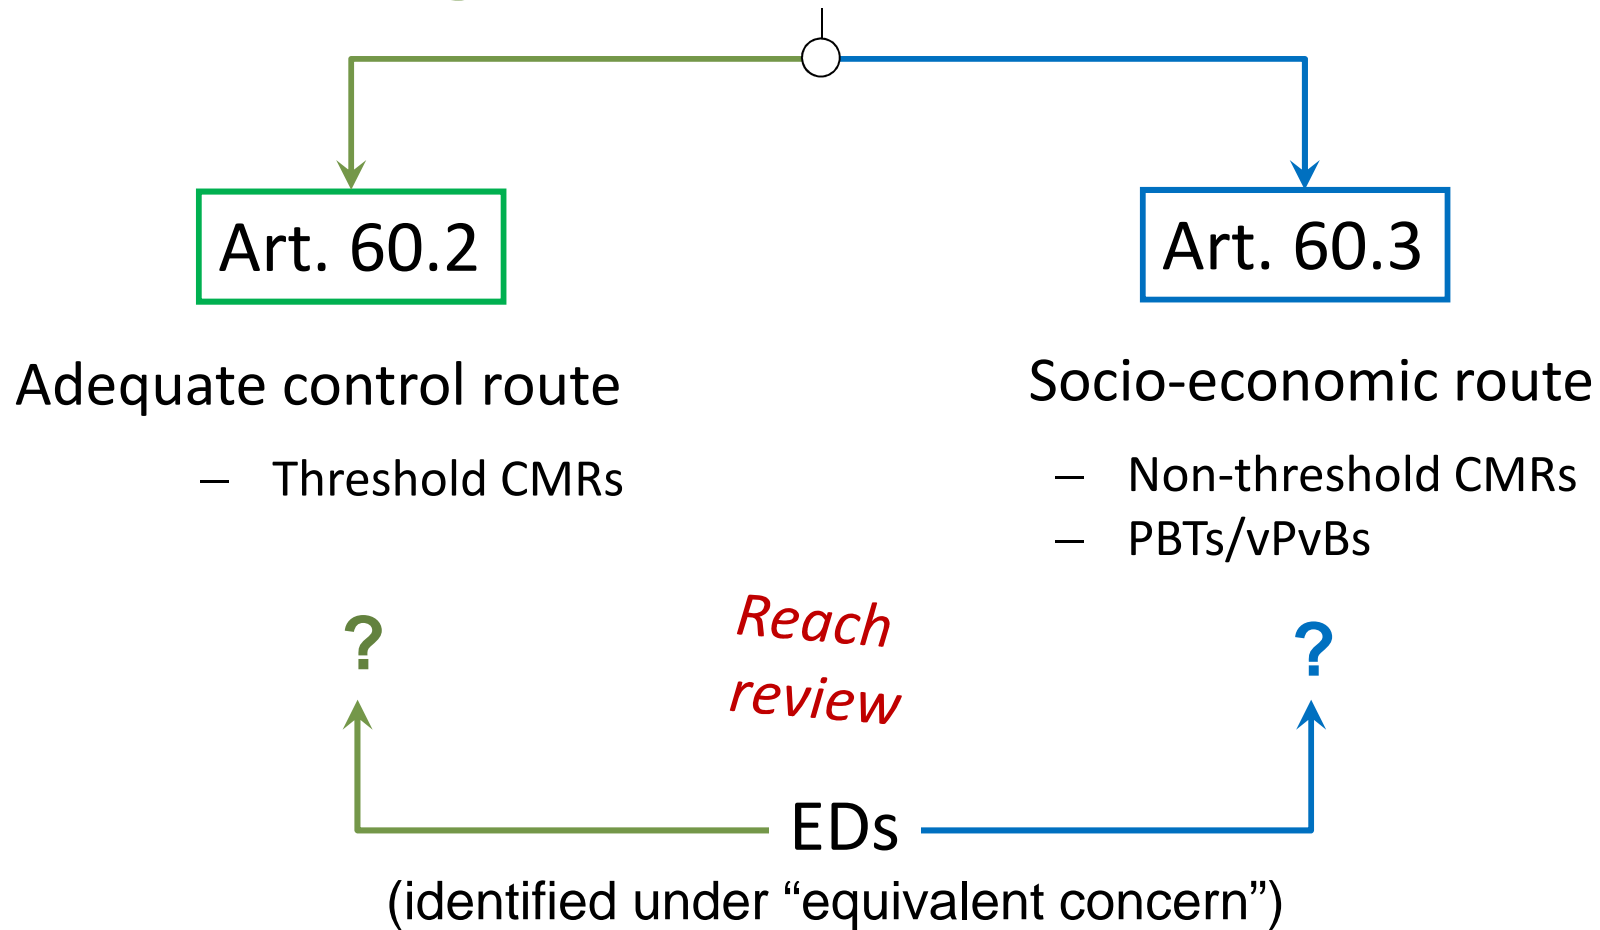 Art. 60.2
Art. 60.3
Adequate control route
Socio-economic route
– Threshold CMRs
– Non-threshold CMRs
– PBTs/vPvBs
?
Reach
review
?
EDs
(identified under “equivalent concern”)